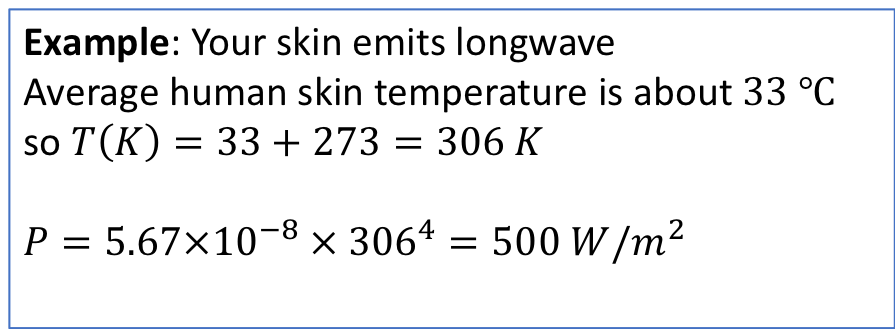 Example: Your skin emits longwave
Average human skin temperature is about 33 °C
so T(K) = 33 + 273 = 306 K
P = 5.67×10⁻⁸ × 306⁴ = 500 W/m²